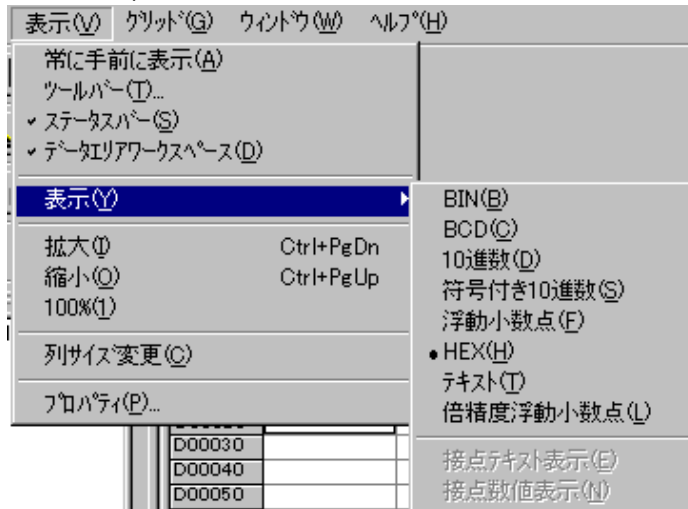 表示(V) ｸﾞﾘｯﾄﾞ(G) ｳｨﾝﾄﾞｳ(W) ﾍﾙﾌﾟ(H)
常に手前に表示(A)
ﾂｰﾙﾊﾞｰ(T)...
ｽﾃｰﾀｽﾊﾞｰ(S)
ﾃﾞｰﾀｴﾘｱﾜｰｸｽﾍﾟｰｽ(D)
表示(Y)
拡大(I) Ctrl+PgDn
縮小(O) Ctrl+PgUp
100%(1)
列ｻｲｽﾞ変更(C)
ﾌﾟﾛﾊﾟﾃｨ(P)...
BIN(B)
BCD(C)
10進数(D)
符号付き10進数(S)
浮動小数点(F)
HEX(H)
ﾃｷｽﾄ(T)
倍精度浮動小数点(L)
接点ﾃｷｽﾄ表示(E)
接点数値表示(N)
D00030
D00040
D00050